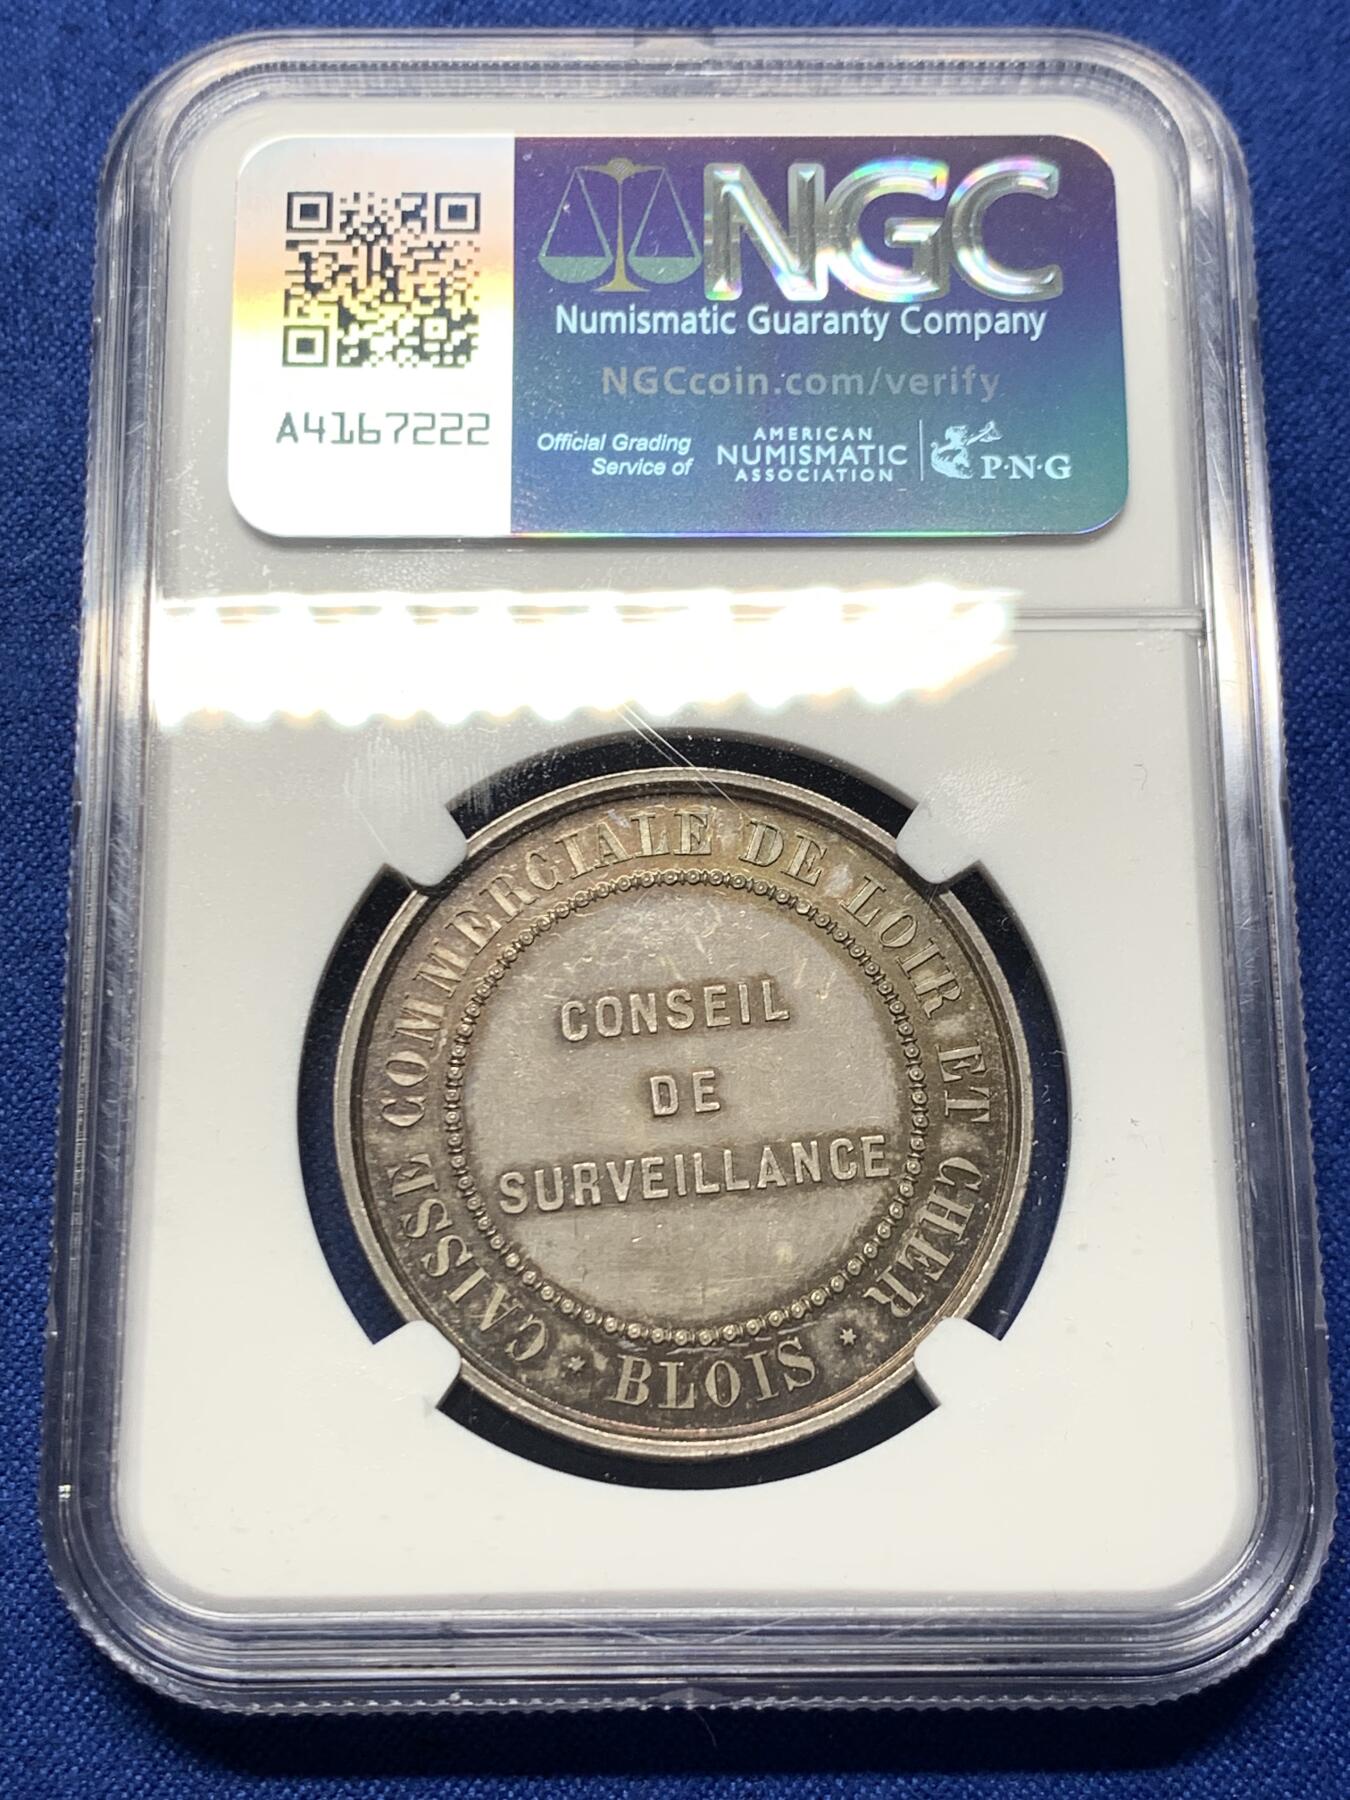 NGC
Numismatic Guaranty Company
NGCcoin.com/verify
A4167222
Official Grading
Service of
AMERICAN
NUMISMATIC
ASSOCIATION
P·N·G
CAISSE COMMERCIALE DE LOIR ET CHER
* BLOIS *
CONSEIL
DE
SURVEILLANCE